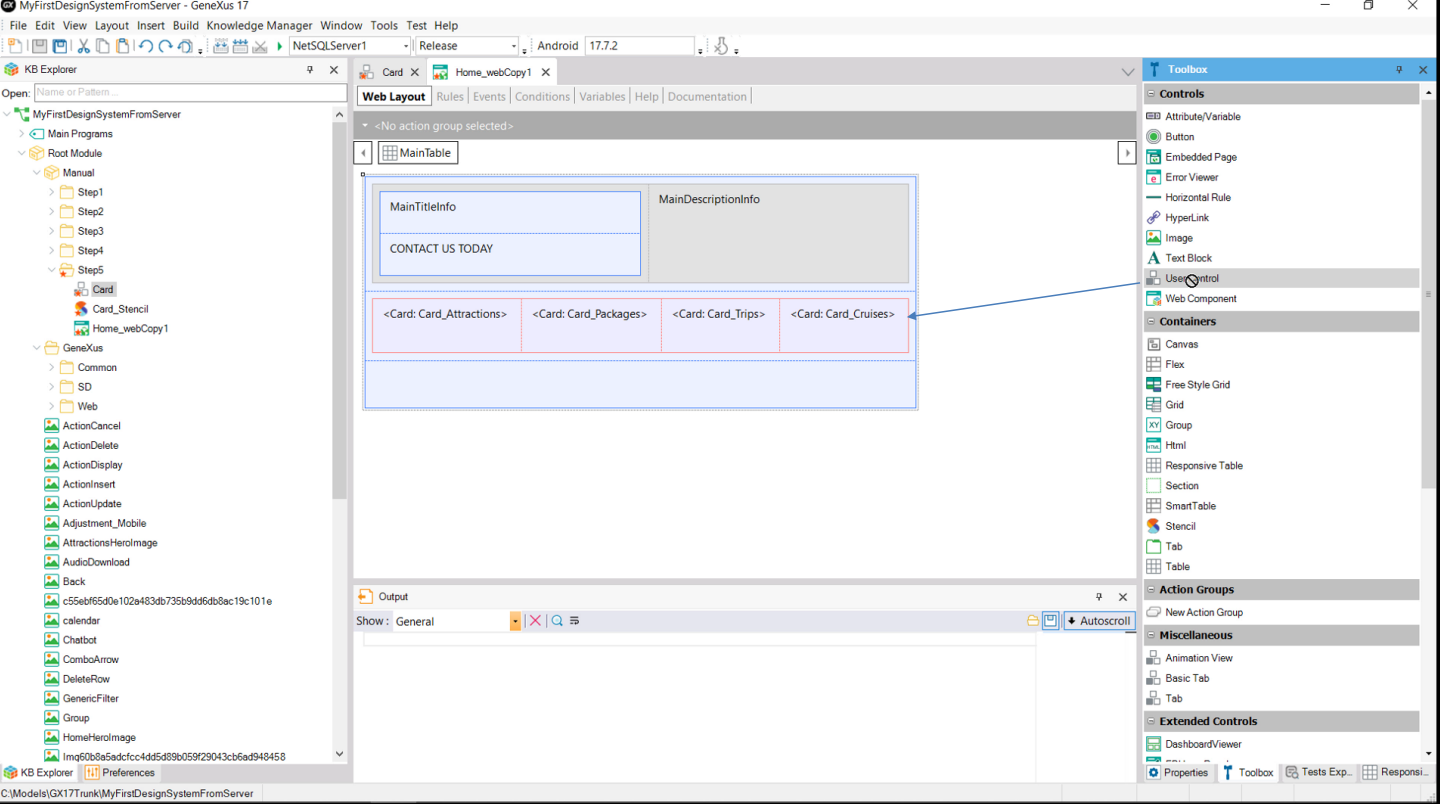 MyFirstDesignSystemFromServer - GeneXus 17
File Edit View Layout Insert Build Knowledge Manager Window Tools Test Help
NetSQLServer1 Release Android 17.7.2
KB Explorer
Open: Name or Pattern ...
MyFirstDesignSystemFromServer
Main Programs
Root Module
Manual
Step1
Step2
Step3
Step4
Step5
Card
Card_Stencil
Home_webCopy1
GeneXus
Common
SD
Web
ActionCancel
ActionDelete
ActionDisplay
ActionInsert
ActionUpdate
Adjustment_Mobile
AttractionsHeroImage
AudioDownload
Back
c55ebf65d0e102a483db735b9dd6db8ac19c101e
calendar
Chatbot
ComboArrow
DeleteRow
GenericFilter
Group
HomeHeroImage
Img60b8a5adcfcc4dd5d89b059f29043cb6ad948458
KB Explorer Preferences
C:\Models\GX17Trunk\MyFirstDesignSystemFromServer
Card Home_webCopy1
Web Layout Rules Events Conditions Variables Help Documentation
<No action group selected>
MainTable
MainTitleInfo MainDescriptionInfo
CONTACT US TODAY
<Card: Card_Attractions> <Card: Card_Packages> <Card: Card_Trips> <Card: Card_Cruises>
Output
Show: General Autoscroll
Toolbox
Controls
Attribute/Variable
Button
Embedded Page
Error Viewer
Horizontal Rule
HyperLink
Image
Text Block
User Control
Web Component
Containers
Canvas
Flex
Free Style Grid
Grid
Group
Html
Responsive Table
Section
SmartTable
Stencil
Tab
Table
Action Groups
New Action Group
Miscellaneous
Animation View
Basic Tab
Tab
Extended Controls
DashboardViewer
Properties Toolbox Tests Exp... Responsi...